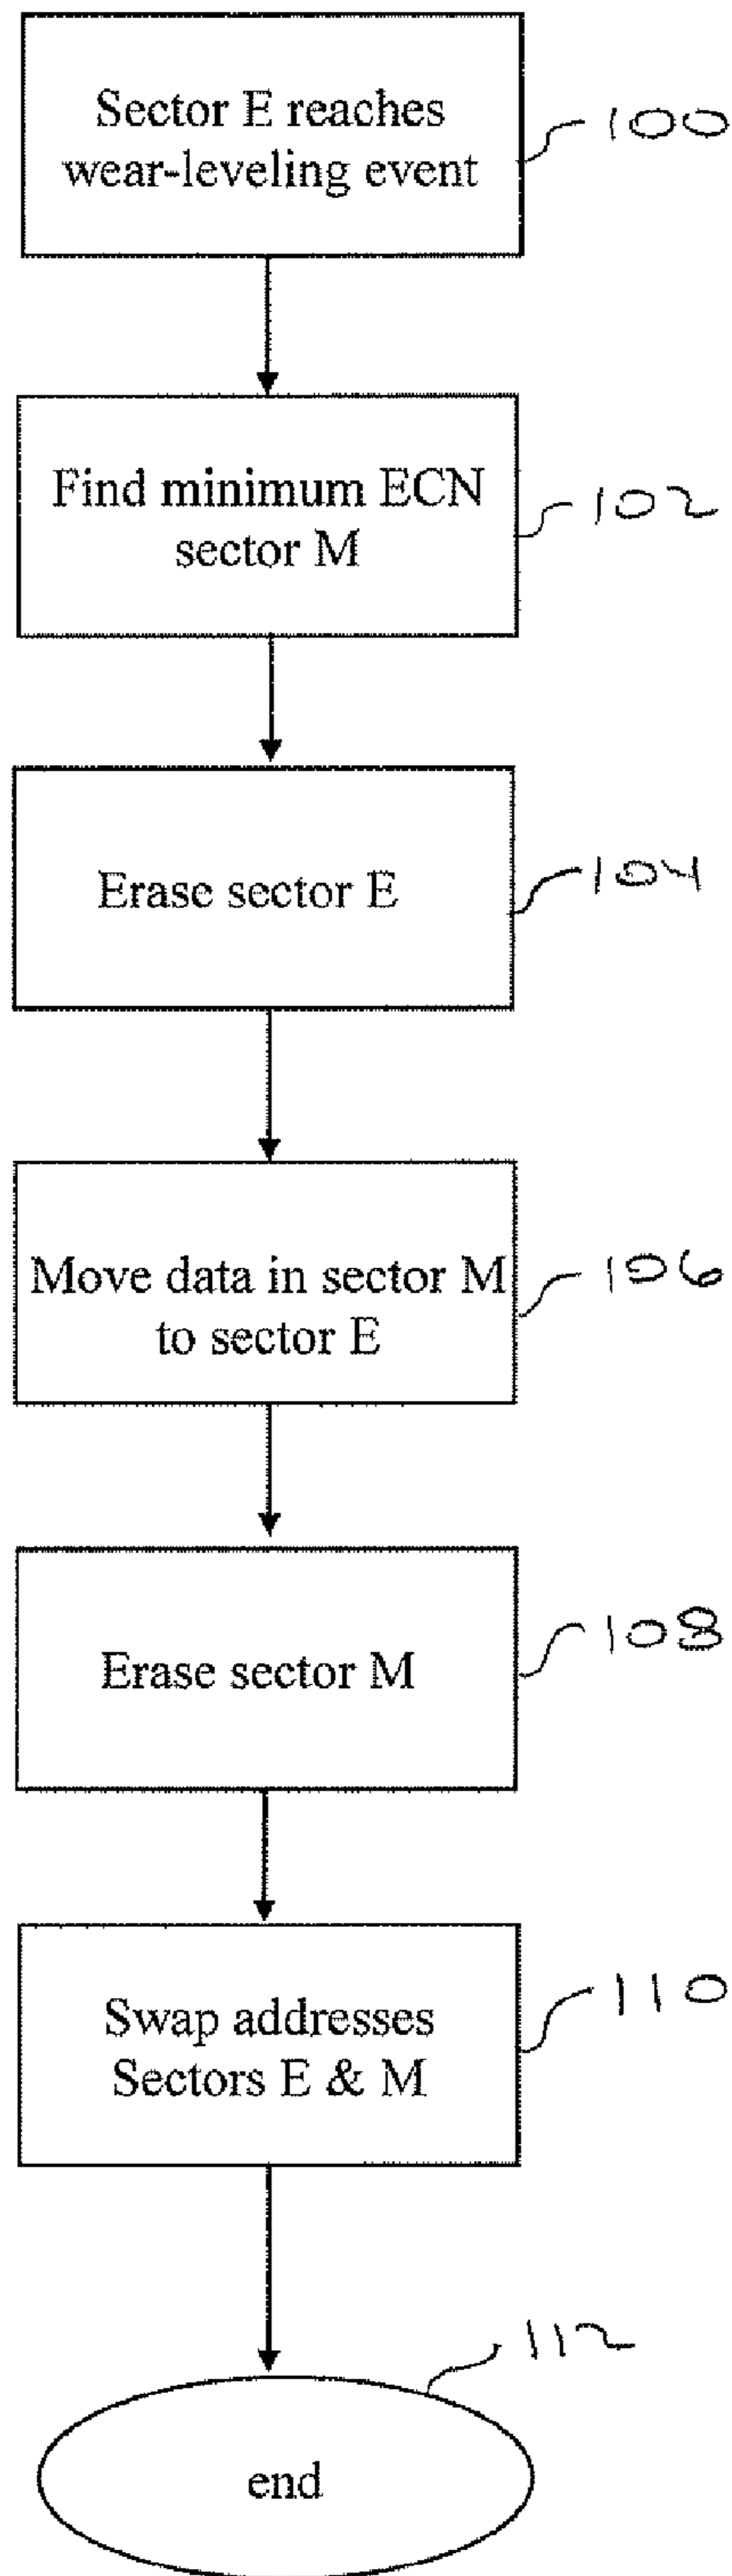 Sector E reaches
wear-leveling event
100
Find minimum ECN
sector M
102
Erase sector E
104
Move data in sector M
to sector E
106
Erase sector M
108
Swap addresses
Sectors E & M
110
112
end